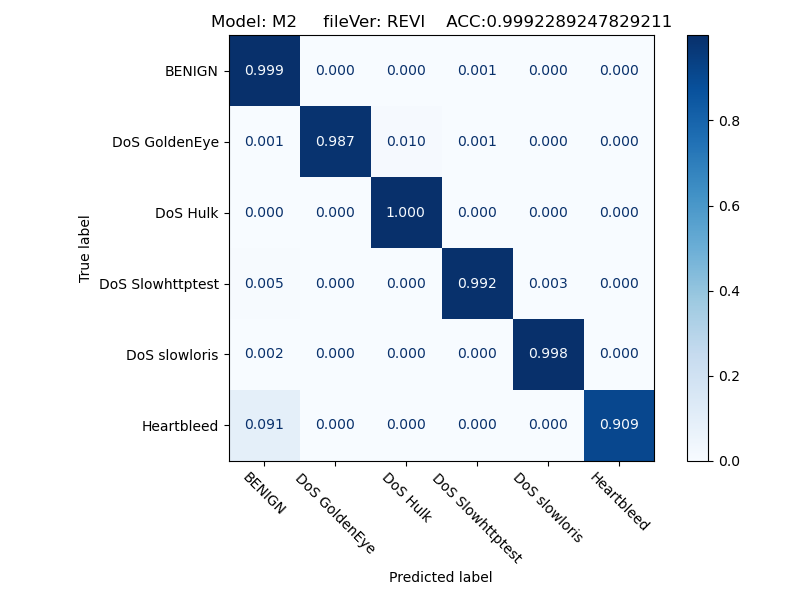 Model: M2 fileVer: REVI ACC:0.9992289247829211
BENIGN 0.999 0.000 0.000 0.001 0.000 0.000
DoS GoldenEye 0.001 0.987 0.010 0.001 0.000 0.000
DoS Hulk 0.000 0.000 1.000 0.000 0.000 0.000
DoS Slowhttptest 0.005 0.000 0.000 0.992 0.003 0.000
DoS slowloris 0.002 0.000 0.000 0.000 0.998 0.000
Heartbleed 0.091 0.000 0.000 0.000 0.000 0.909
True label
BENIGN
DoS GoldenEye
DoS Hulk
DoS Slowhttptest
DoS slowloris
Heartbleed
Predicted label
0.8
0.6
0.4
0.2
0.0